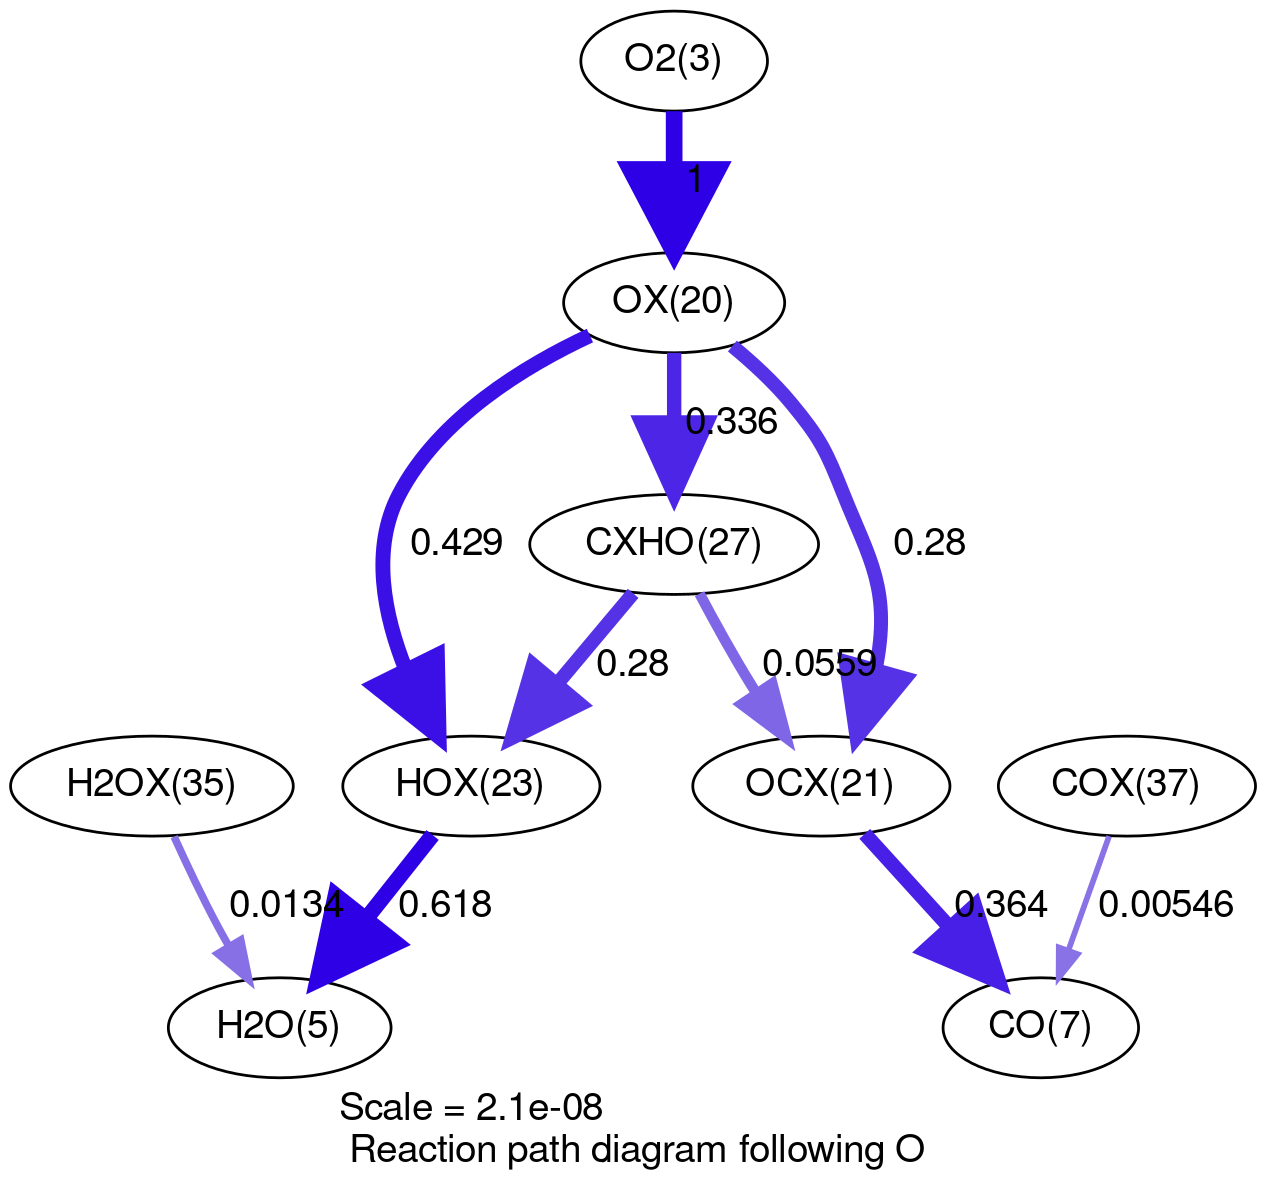 O2(3)
1
OX(20)
0.336
CXHO(27)
0.429
0.28
0.28
0.0559
H2OX(35)
HOX(23)
OCX(21)
COX(37)
0.0134
0.618
0.364
0.00546
H2O(5)
CO(7)
Scale = 2.1e-08
Reaction path diagram following O